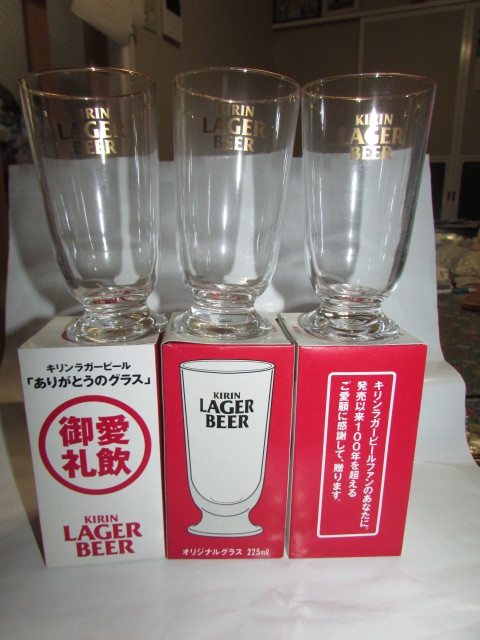 KIRIN
LAGER
BEER
KIRIN
LAGER
BEER
KIRIN
LAGER
BEER
キリンラガービール
「ありがとうのグラス」
御愛
礼飲
KIRIN
LAGER
BEER
KIRIN
LAGER
BEER
オリジナルグラス 225mℓ
キリンラガービールファンのあなたに。
発売以来100年を超える
ご愛顧に感謝して、贈ります。